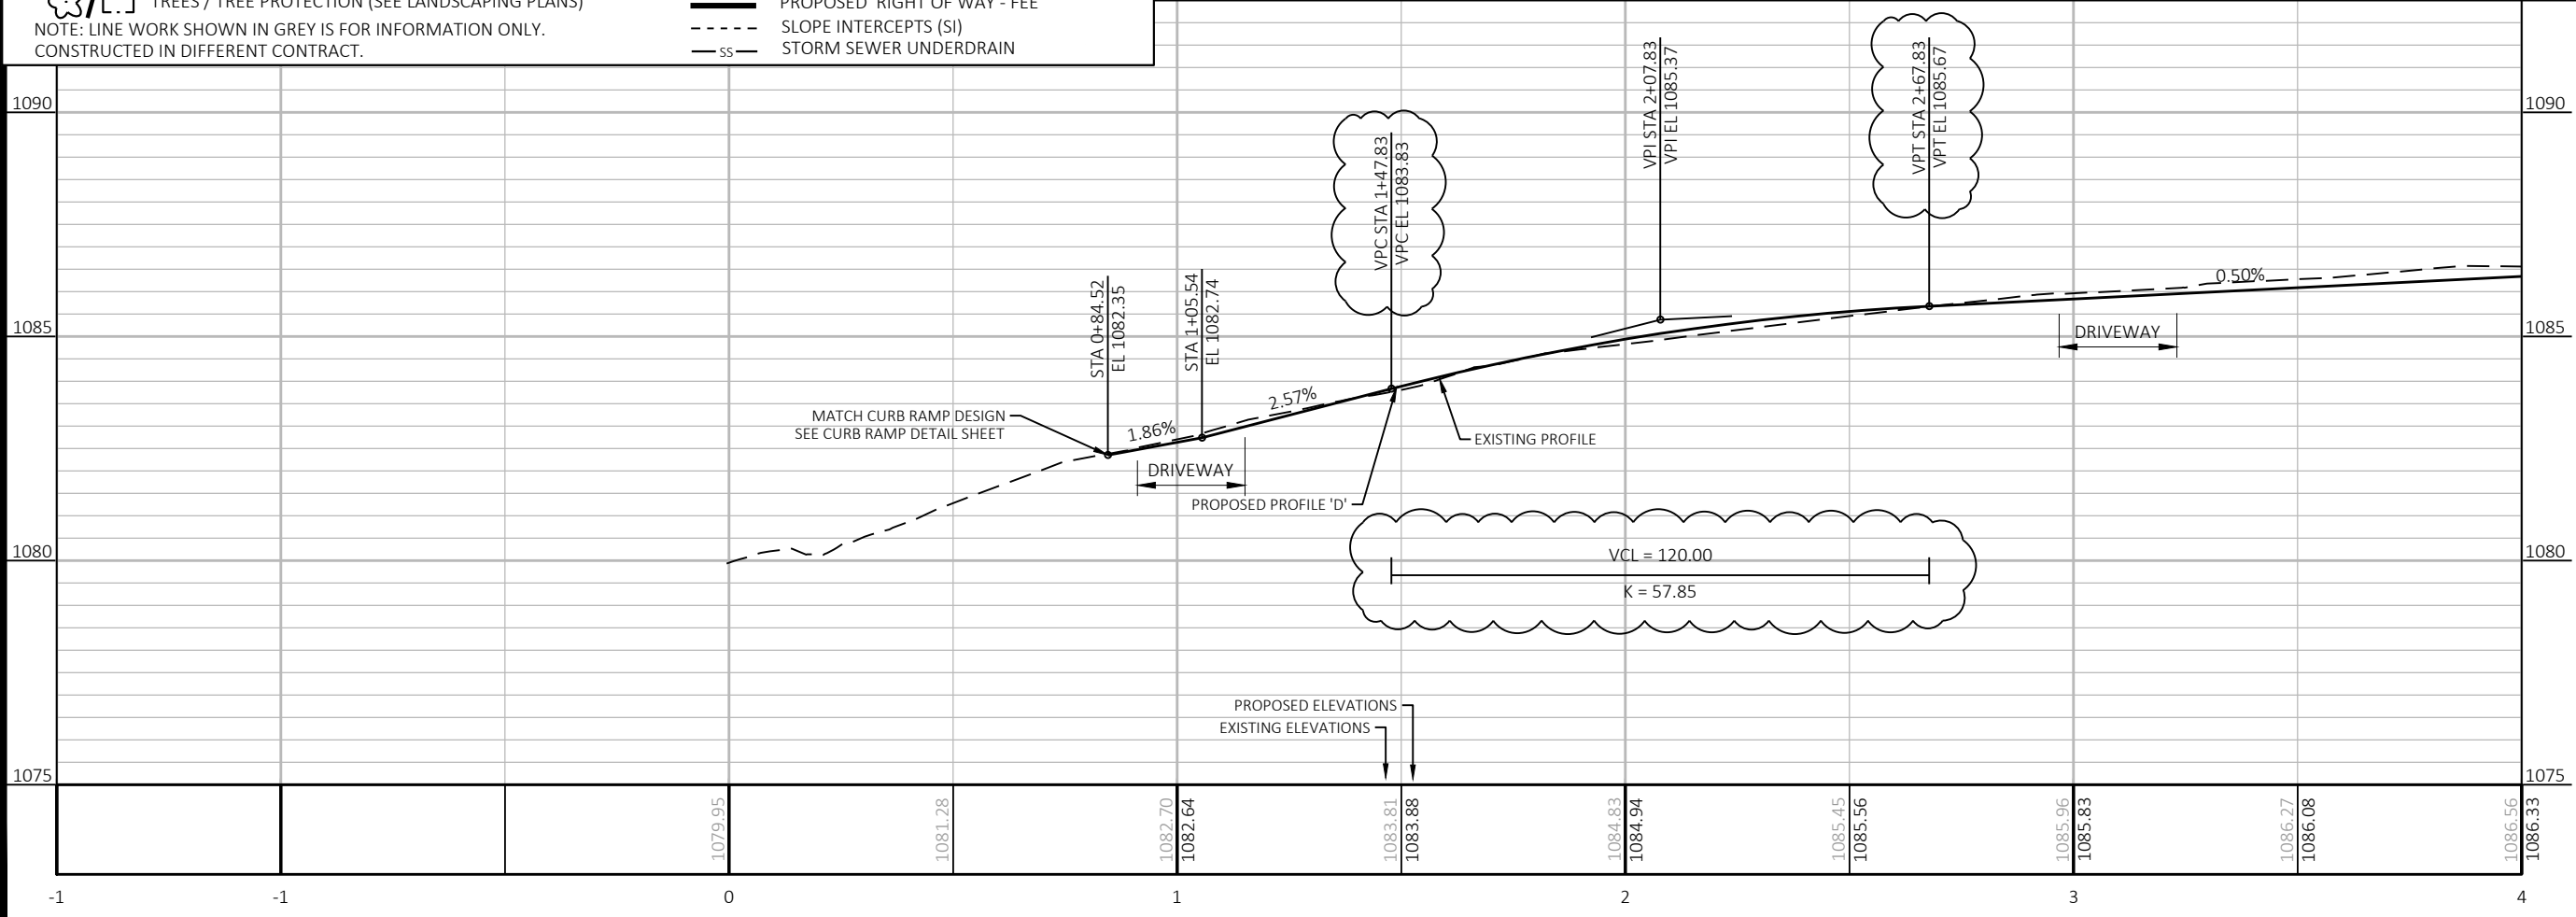 TREES / TREE PROTECTION (SEE LANDSCAPING PLANS)
NOTE: LINE WORK SHOWN IN GREY IS FOR INFORMATION ONLY.
CONSTRUCTED IN DIFFERENT CONTRACT.
PROPOSED RIGHT OF WAY - FEE
SLOPE INTERCEPTS (SI)
SS STORM SEWER UNDERDRAIN
1090
1085
1080
1075
1090
1085
1080
1075
STA 0+84.52
EL 1082.35
STA 1+05.54
EL 1082.74
VPC STA 1+47.83
VPC EL 1083.83
VPI STA 2+07.83
VPI EL 1085.37
VPT STA 2+67.83
VPT EL 1085.67
MATCH CURB RAMP DESIGN
SEE CURB RAMP DETAIL SHEET
1.86%
2.57%
0.50%
DRIVEWAY
DRIVEWAY
EXISTING PROFILE
PROPOSED PROFILE 'D'
VCL = 120.00
K = 57.85
PROPOSED ELEVATIONS
EXISTING ELEVATIONS
1079.95
1081.28
1082.70
1082.64
1083.81
1083.88
1084.83
1084.94
1085.45
1085.56
1085.96
1085.83
1086.27
1086.08
1086.56
1086.33
-1
-1
0
1
2
3
4